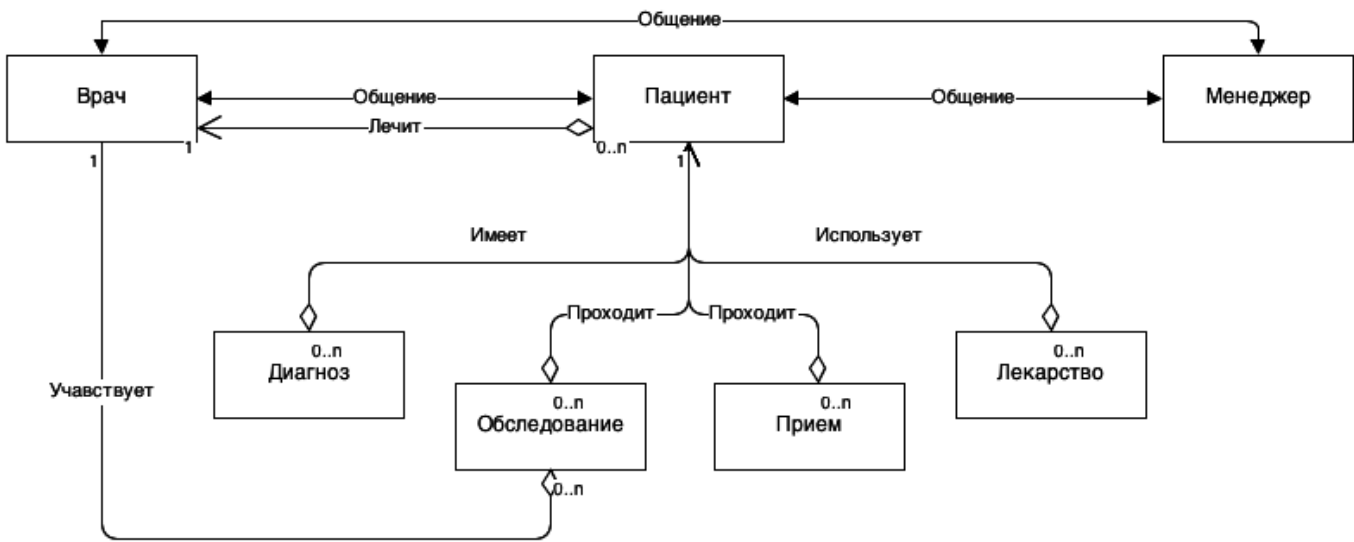 Общение
Врач
Общение
Пациент
Общение
Менеджер
Лечит
1
0..n
1
1
Имеет
Использует
Проходит
Проходит
0..n
Диагноз
0..n
Лекарство
Учавствует
0..n
Обследование
0..n
Прием
0..n